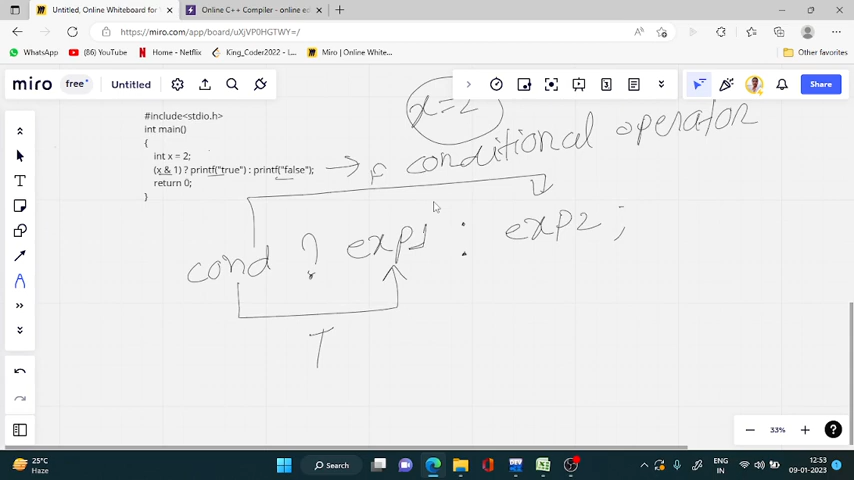 Untitled, Online Whiteboard for
Online C++ Compiler - online e
https://miro.com/app/board/uXjVP0HGTWY=/
WhatsApp
(86) YouTube
Home - Netflix
King_Coder2022 - L...
Miro | Online White...
Other favorites
miro
free
Untitled
3
Share
x=2
#include<stdio.h>
int main()
{
int x = 2;
(x & 1) ? printf("true") : printf("false");
return 0;
}
conditional operator
F
cond ? exp1 : exp2 ;
T
33%
25°C
Haze
Search
ENG
IN
12:53
09-01-2023